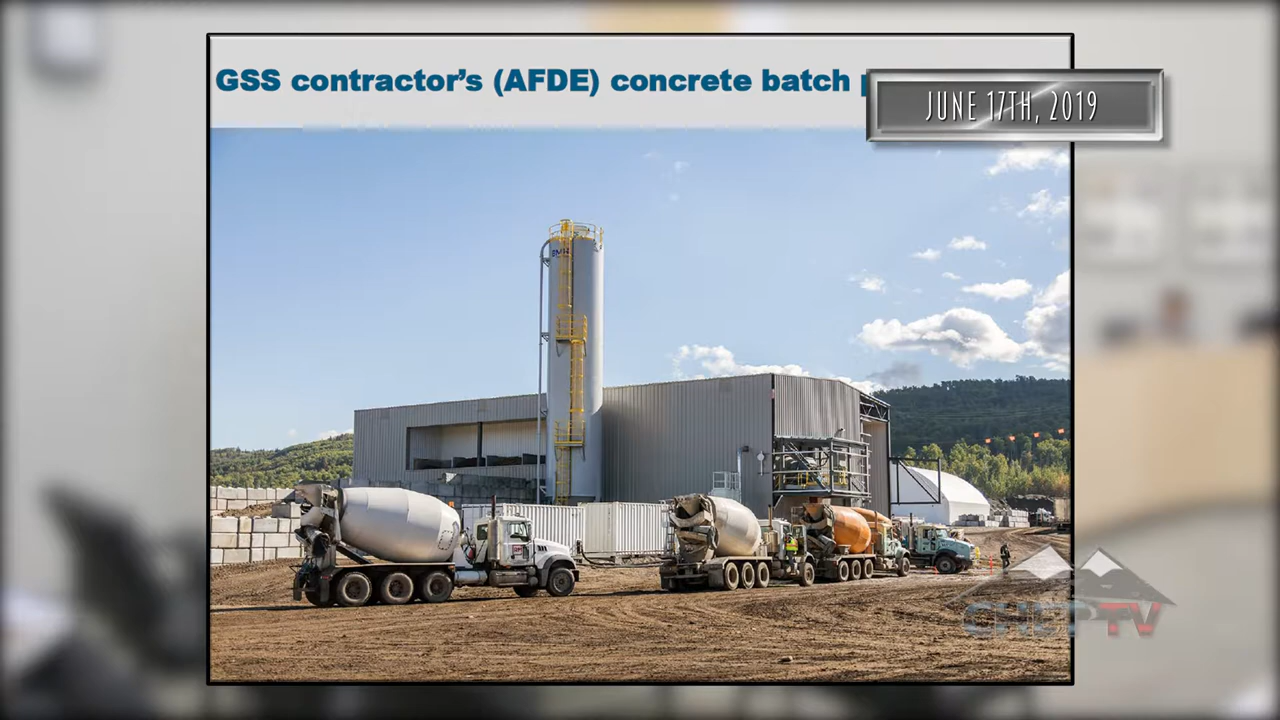 GSS contractor's (AFDE) concrete batch
JUNE 17TH, 2019
CHET TV